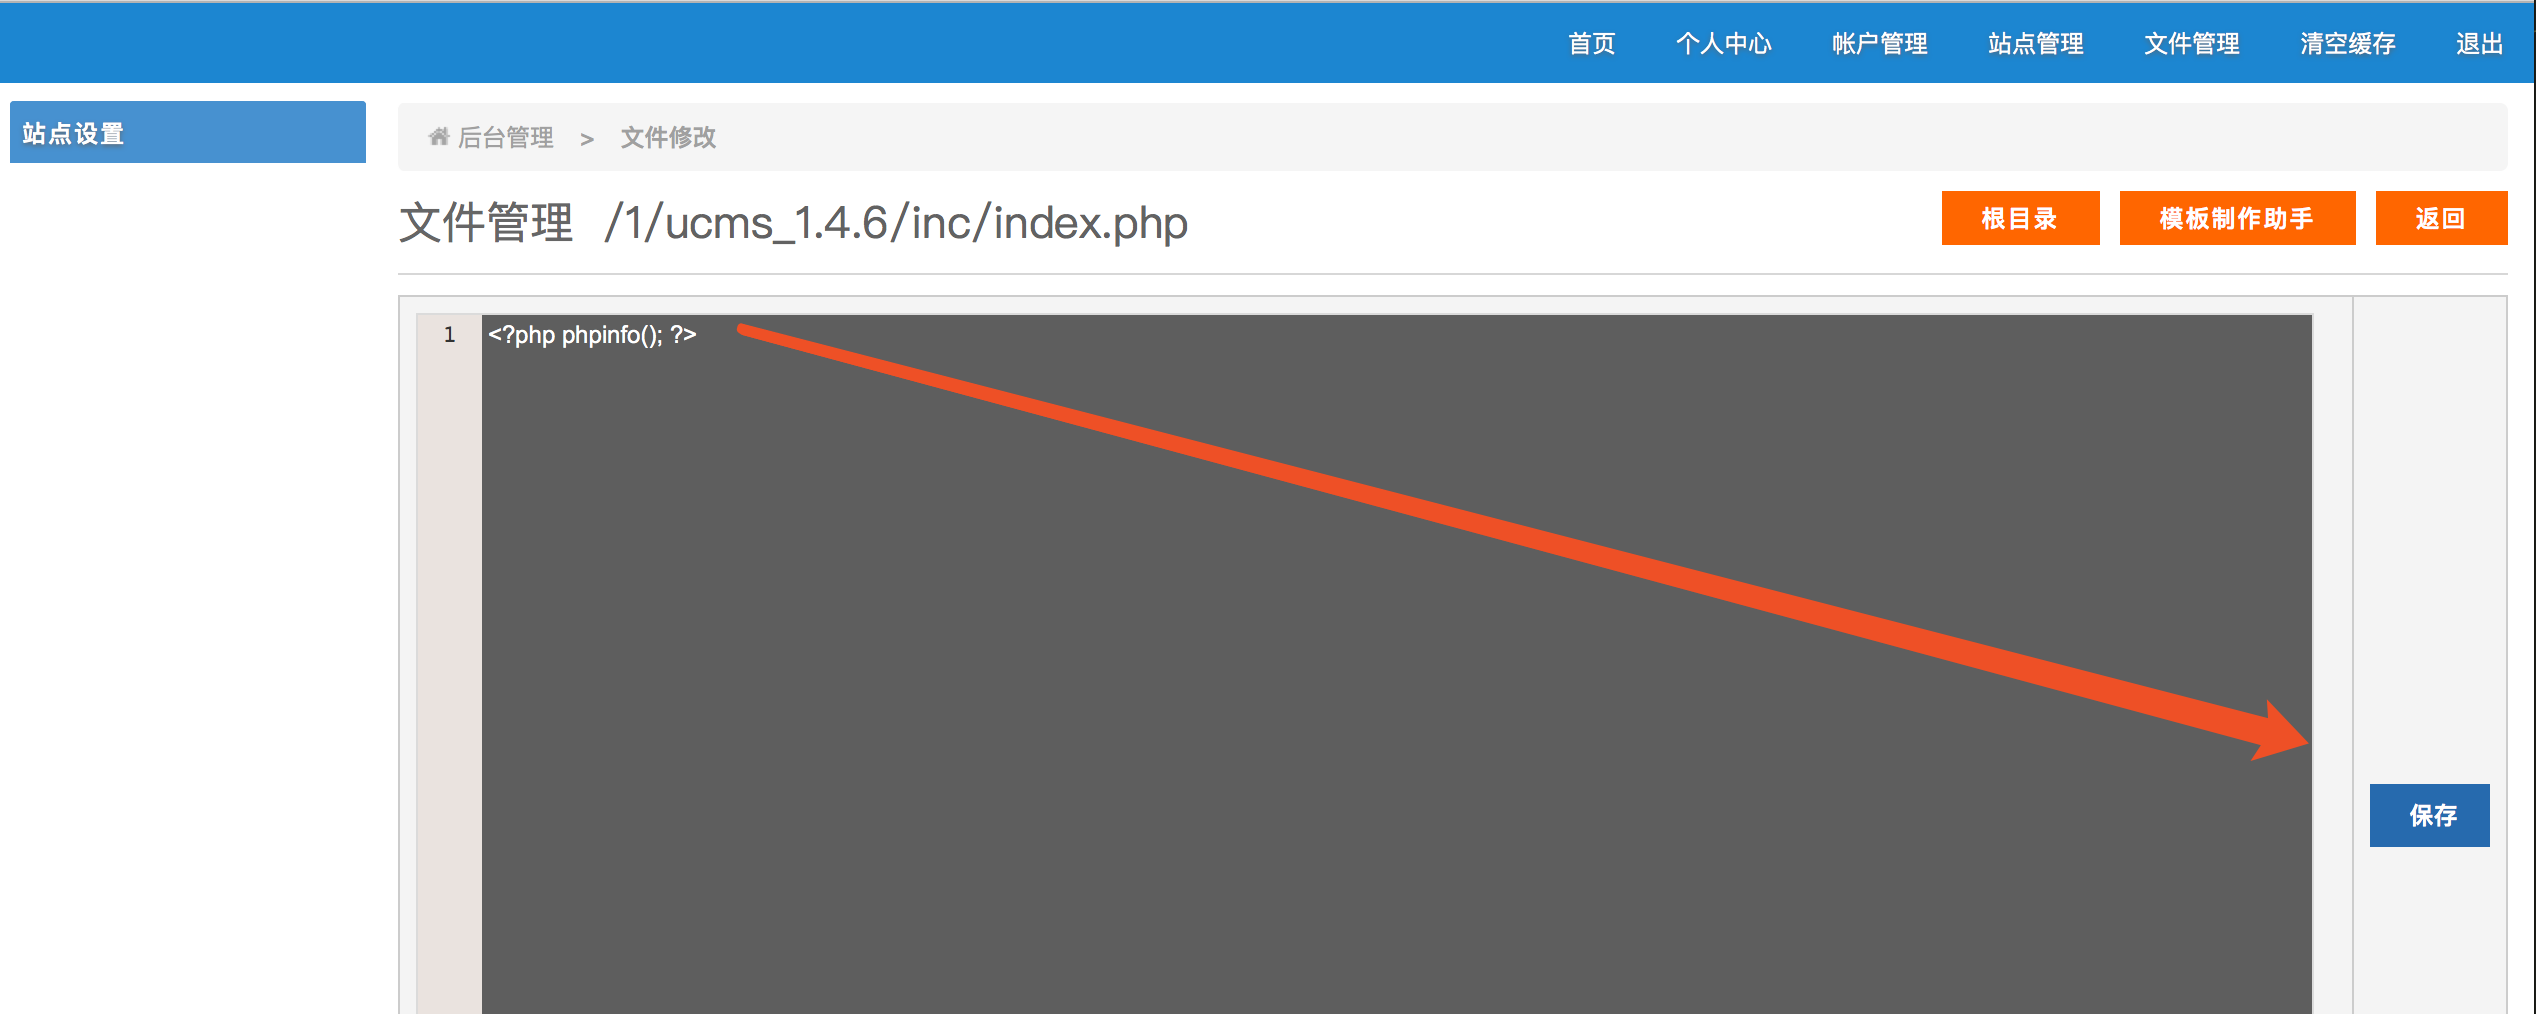 首页 个人中心 帐户管理 站点管理 文件管理 清空缓存 退出
站点设置
后台管理 > 文件修改
文件管理 /1/ucms_1.4.6/inc/index.php
根目录 模板制作助手 返回
1 <?php phpinfo(); ?>
保存